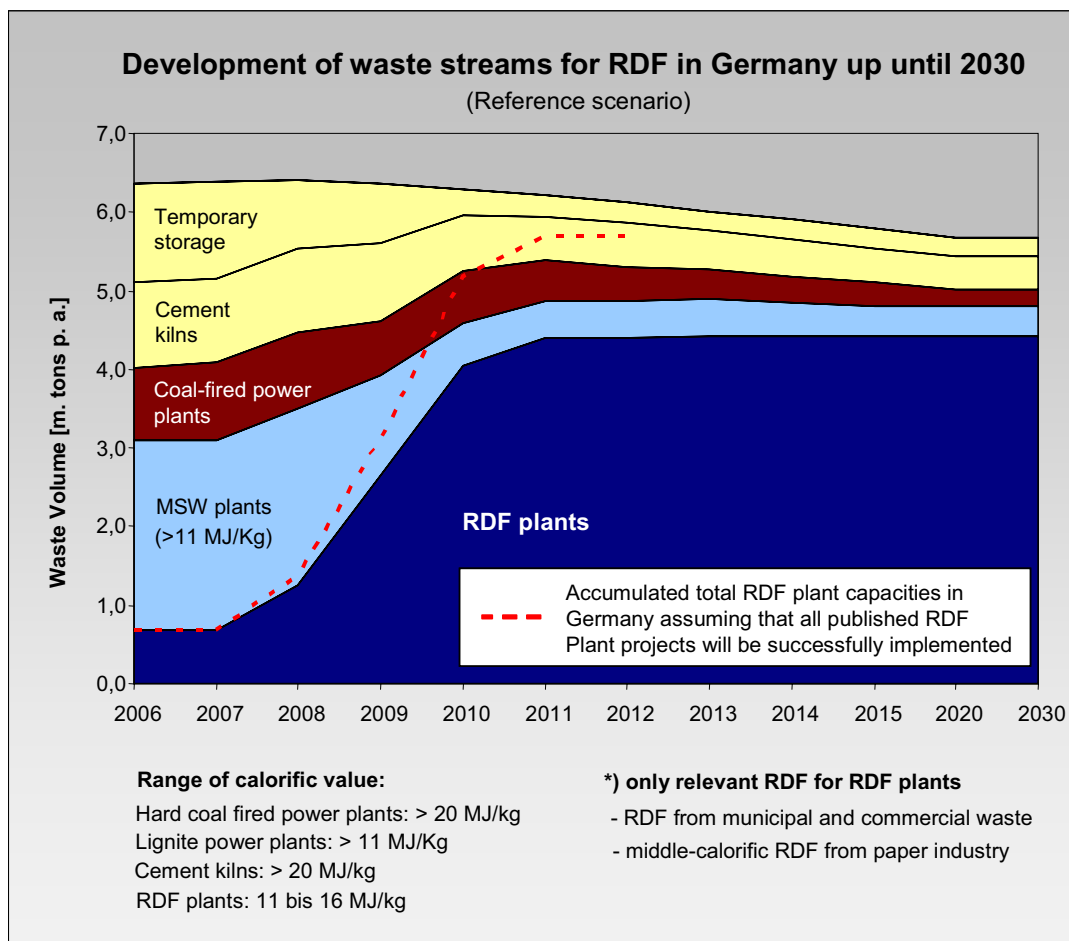 Development of waste streams for RDF in Germany up until 2030
(Reference scenario)
Waste Volume [m. tons p. a.]
7,0
6,0
5,0
4,0
3,0
2,0
1,0
0,0
Temporary
storage
Cement
kilns
Coal-fired power
plants
MSW plants
(>11 MJ/Kg)
RDF plants
Accumulated total RDF plant capacities in
Germany assuming that all published RDF
Plant projects will be successfully implemented
2006 2007 2008 2009 2010 2011 2012 2013 2014 2015 2020 2030
Range of calorific value:
Hard coal fired power plants: > 20 MJ/kg
Lignite power plants: > 11 MJ/Kg
Cement kilns: > 20 MJ/kg
RDF plants: 11 bis 16 MJ/kg
*) only relevant RDF for RDF plants
- RDF from municipal and commercial waste
- middle-calorific RDF from paper industry